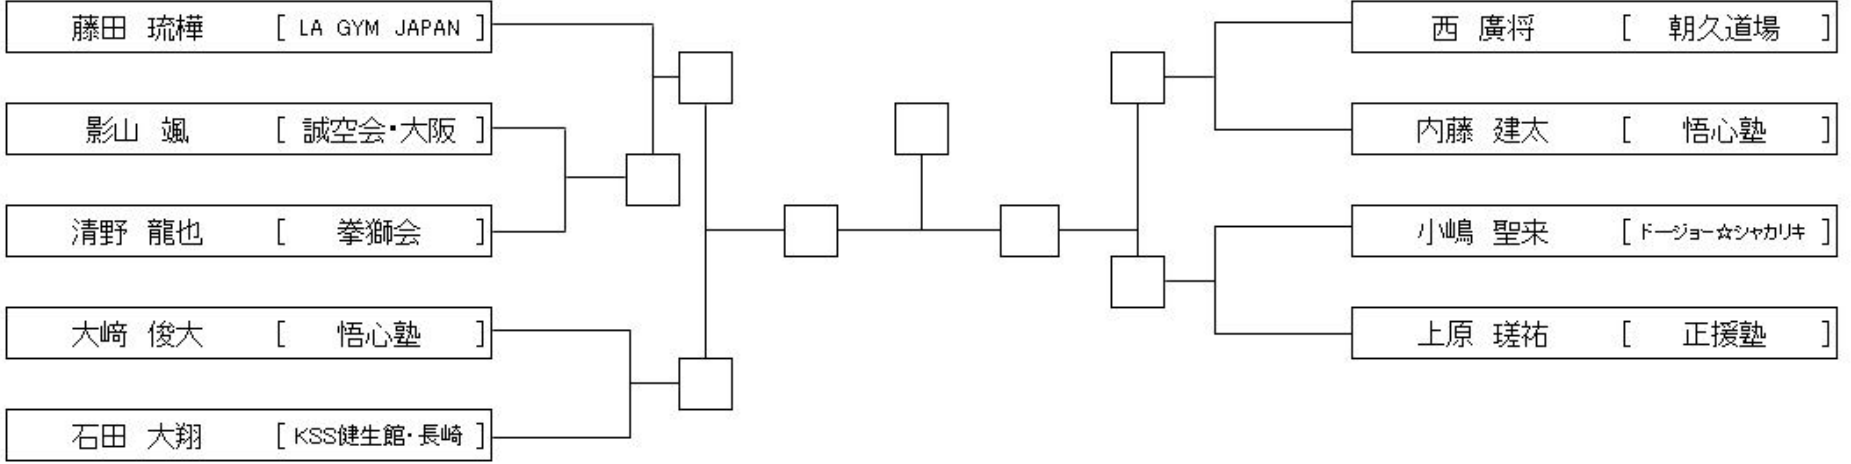 藤田 琉樺 [ LA GYM JAPAN ]
影山 颯 [ 誠空会・大阪 ]
清野 龍也 [ 拳獅会 ]
大﨑 俊大 [ 悟心塾 ]
石田 大翔 [ KSS健生館・長崎 ]
西 廣将 [ 朝久道場 ]
内藤 建太 [ 悟心塾 ]
小嶋 聖来 [ ドージョー☆シャカリキ ]
上原 瑳祐 [ 正援塾 ]